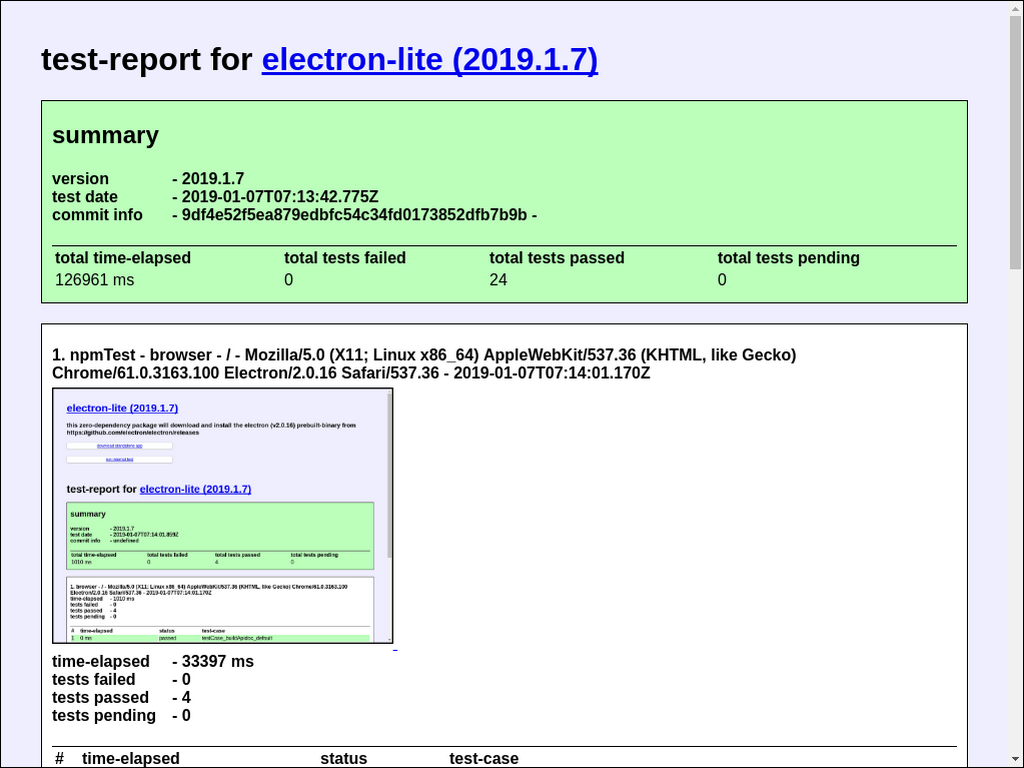 test-report for electron-lite (2019.1.7)
summary
version - 2019.1.7
test date - 2019-01-07T07:13:42.775Z
commit info - 9df4e52f5ea879edbfc54c34fd0173852dfb7b9b -
total time-elapsed total tests failed total tests passed total tests pending
126961 ms 0 24 0
1. npmTest - browser - / - Mozilla/5.0 (X11; Linux x86_64) AppleWebKit/537.36 (KHTML, like Gecko)
Chrome/61.0.3163.100 Electron/2.0.16 Safari/537.36 - 2019-01-07T07:14:01.170Z
electron-lite (2019.1.7)
this zero-dependency package will download and install the electron (v2.0.16) prebuilt-binary from
https://github.com/electron/electron/releases
download standalone app
run internal test
test-report for electron-lite (2019.1.7)
summary
version - 2019.1.7
test date - 2019-01-07T07:14:01.859Z
commit info - undefined
total time-elapsed total tests failed total tests passed total tests pending
1010 ms 0 4 0
1. browser - / - Mozilla/5.0 (X11; Linux x86_64) AppleWebKit/537.36 (KHTML, like Gecko) Chrome/61.0.3163.100
Electron/2.0.16 Safari/537.36 - 2019-01-07T07:14:01.170Z
time-elapsed - 1010 ms
tests failed - 0
tests passed - 4
tests pending - 0
# time-elapsed status test-case
1 0 ms passed testCase_buildApidoc_default
time-elapsed - 33397 ms
tests failed - 0
tests passed - 4
tests pending - 0
# time-elapsed status test-case